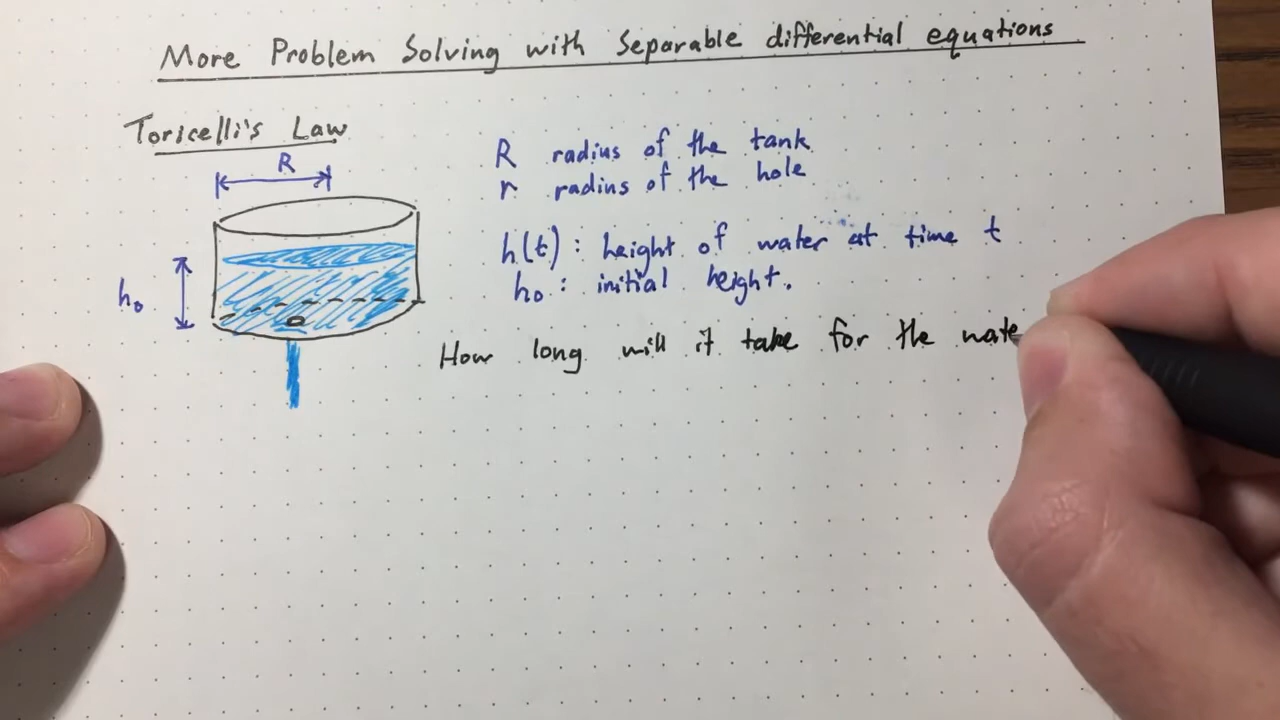 More Problem Solving with Separable differential equations
Toricelli's Law
R
R radius of the tank
r radius of the hole
h(t) : height of water at time t
h₀
h₀ : initial height.
How long will it take for the wate